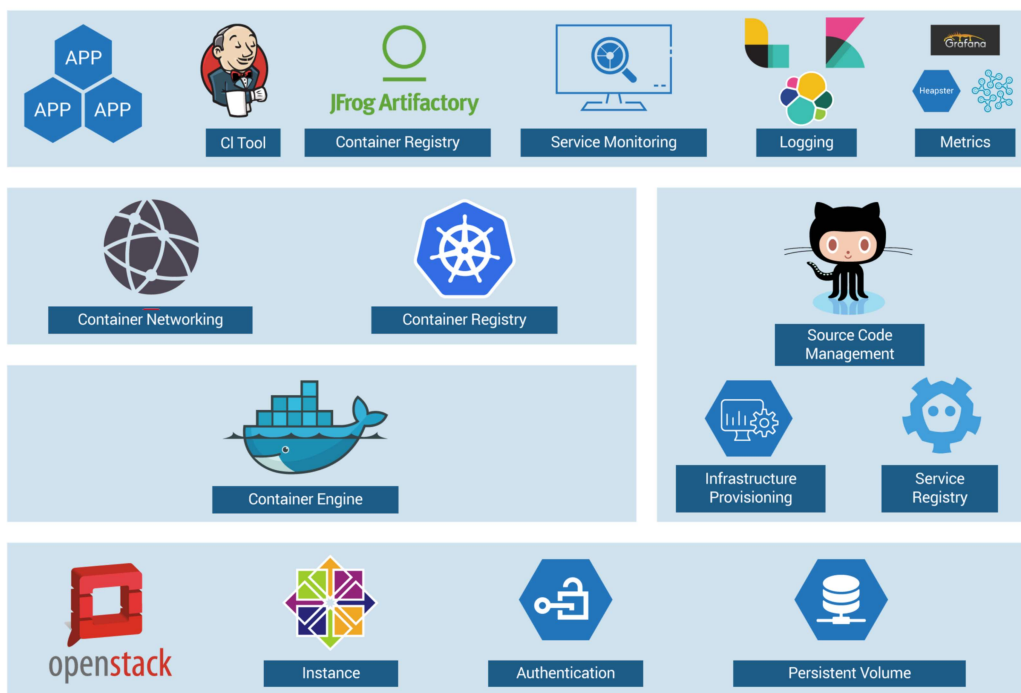 APP
APP
APP
CI Tool
JFrog Artifactory
Container Registry
Service Monitoring
Logging
Grafana
Heapster
Metrics
Container Networking
Container Registry
Source Code
Management
Container Engine
Infrastructure
Provisioning
Service
Registry
openstack
Instance
Authentication
Persistent Volume